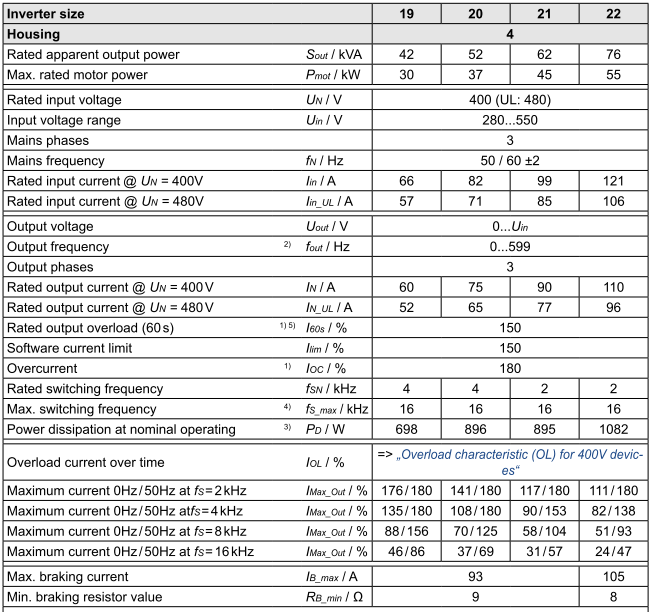 Inverter size 19 20 21 22
Housing 4
Rated apparent output power Sout / kVA 42 52 62 76
Max. rated motor power Pmot / kW 30 37 45 55
Rated input voltage UN / V 400 (UL: 480)
Input voltage range Uin / V 280...550
Mains phases 3
Mains frequency fN / Hz 50 / 60 ±2
Rated input current @ UN = 400V Iin / A 66 82 99 121
Rated input current @ UN = 480V Iin_UL / A 57 71 85 106
Output voltage Uout / V 0...Uin
Output frequency 2) fout / Hz 0...599
Output phases 3
Rated output current @ UN = 400V IN / A 60 75 90 110
Rated output current @ UN = 480V IN_UL / A 52 65 77 96
Rated output overload (60s) 1) 5) I60s / % 150
Software current limit Ilim / % 150
Overcurrent 1) IOC / % 180
Rated switching frequency fSN / kHz 4 4 2 2
Max. switching frequency 4) fS_max / kHz 16 16 16 16
Power dissipation at nominal operating 3) PD / W 698 896 895 1082
Overload current over time IOL / % => „Overload characteristic (OL) for 400V devic-
es“
Maximum current 0Hz/50Hz at fS=2kHz IMax_Out / % 176/180 141/180 117/180 111/180
Maximum current 0Hz/50Hz atfS=4kHz IMax_Out / % 135/180 108/180 90/153 82/138
Maximum current 0Hz/50Hz at fS=8kHz IMax_Out / % 88/156 70/125 58/104 51/93
Maximum current 0Hz/50Hz at fS=16kHz IMax_Out / % 46/86 37/69 31/57 24/47
Max. braking current IB_max / A 93 105
Min. braking resistor value RB_min / Ω 9 8